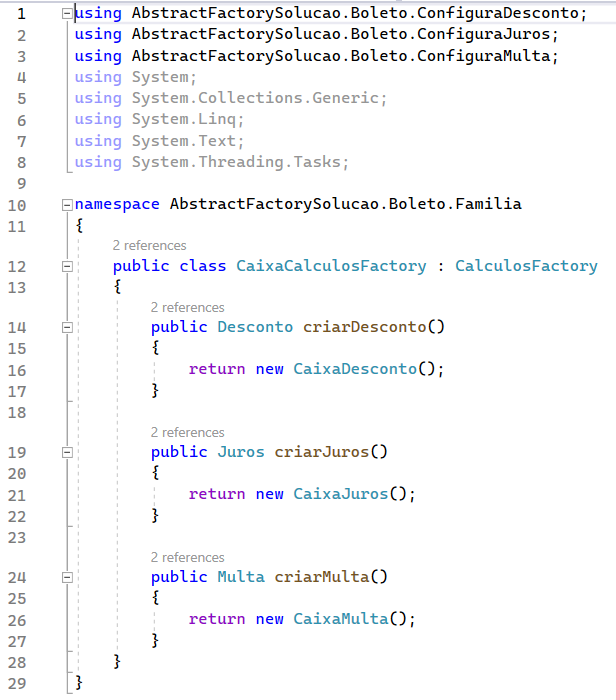 1 using AbstractFactorySolucao.Boleto.ConfiguraDesconto;
2 using AbstractFactorySolucao.Boleto.ConfiguraJuros;
3 using AbstractFactorySolucao.Boleto.ConfiguraMulta;
4 using System;
5 using System.Collections.Generic;
6 using System.Linq;
7 using System.Text;
8 using System.Threading.Tasks;
9
10 namespace AbstractFactorySolucao.Boleto.Familia
11 {
2 references
12 public class CaixaCalculosFactory : CalculosFactory
13 {
2 references
14 public Desconto criarDesconto()
15 {
16 return new CaixaDesconto();
17 }
18
2 references
19 public Juros criarJuros()
20 {
21 return new CaixaJuros();
22 }
23
2 references
24 public Multa criarMulta()
25 {
26 return new CaixaMulta();
27 }
28 }
29 }